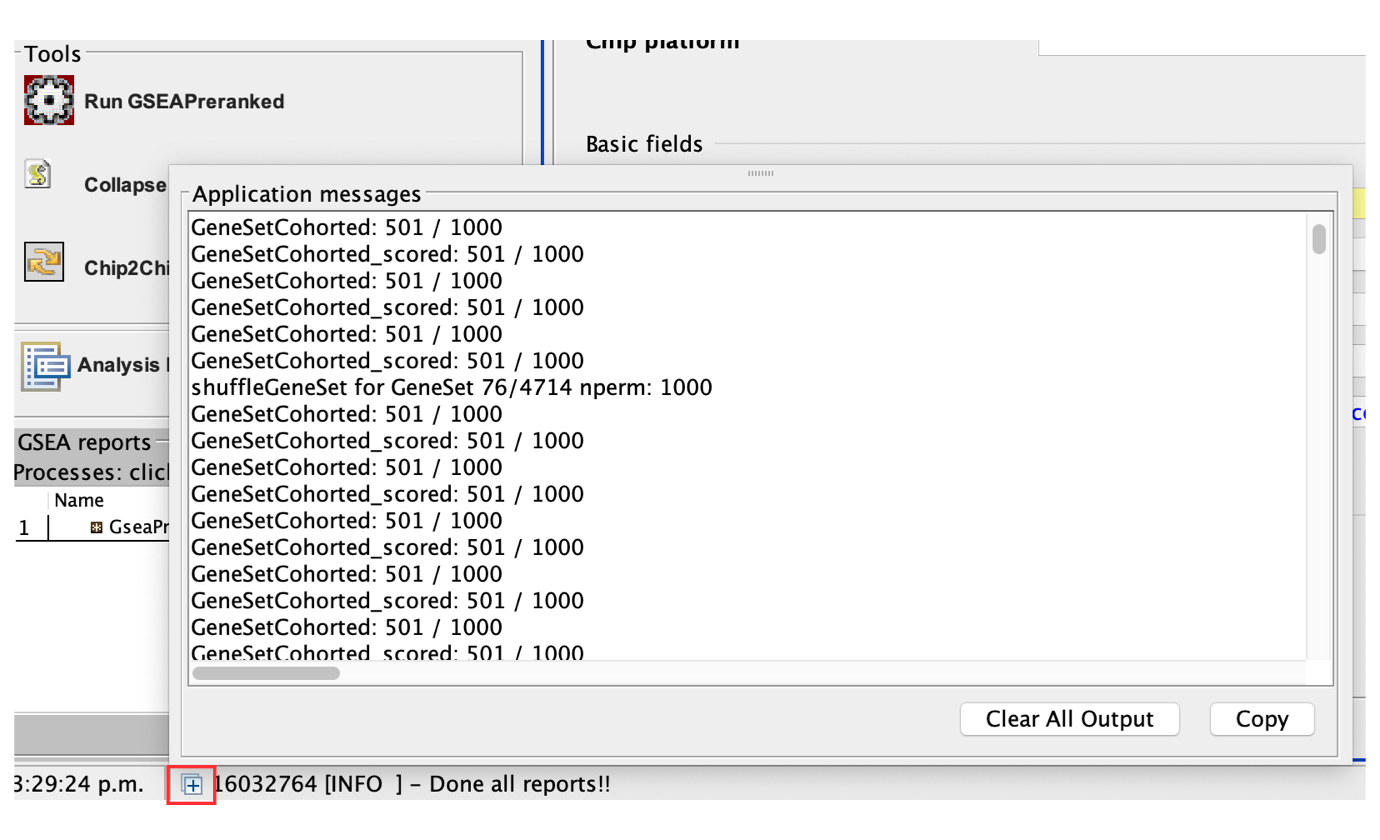 Tools
Run GSEAPreranked
Collapse
Chip2Chi
Analysis
GSEA reports
Processes: clic
Name
1 GseaPr
Chip platform
Basic fields
Application messages
GeneSetCohorted: 501 / 1000
GeneSetCohorted_scored: 501 / 1000
GeneSetCohorted: 501 / 1000
GeneSetCohorted_scored: 501 / 1000
GeneSetCohorted: 501 / 1000
GeneSetCohorted_scored: 501 / 1000
shuffleGeneSet for GeneSet 76/4714 nperm: 1000
GeneSetCohorted: 501 / 1000
GeneSetCohorted_scored: 501 / 1000
GeneSetCohorted: 501 / 1000
GeneSetCohorted_scored: 501 / 1000
GeneSetCohorted: 501 / 1000
GeneSetCohorted_scored: 501 / 1000
GeneSetCohorted: 501 / 1000
GeneSetCohorted_scored: 501 / 1000
GeneSetCohorted: 501 / 1000
GeneSetCohorted_scored: 501 / 1000
Clear All Output
Copy
3:29:24 p.m.
16032764 [INFO ] – Done all reports!!